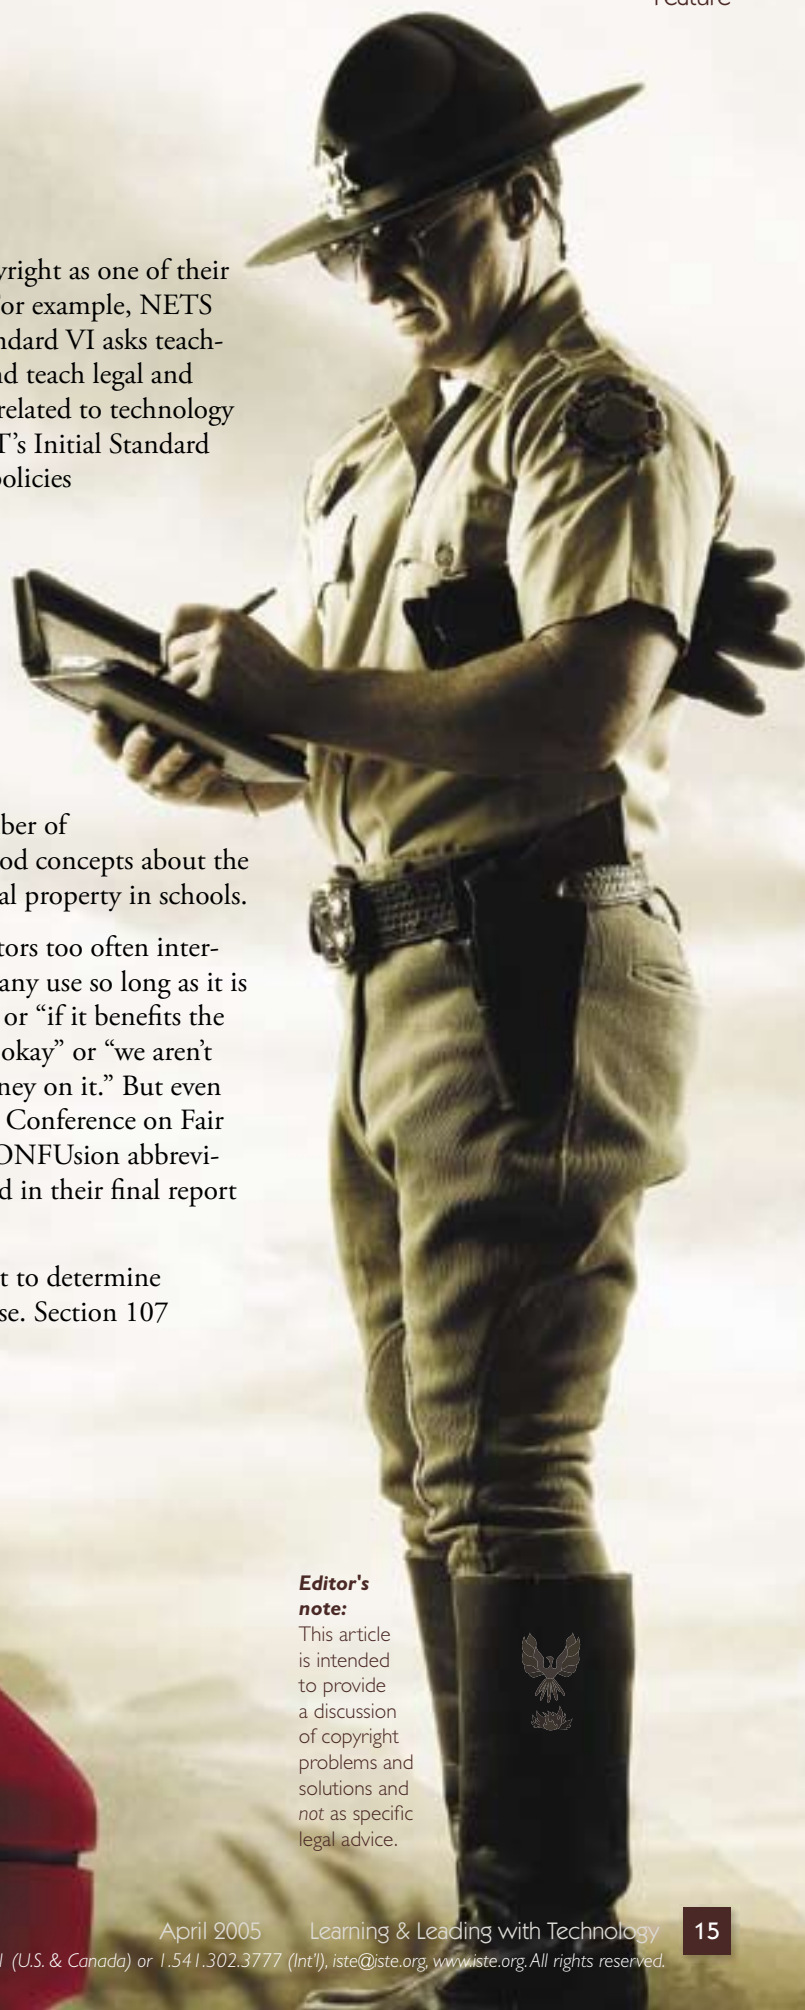 Feature
yright as one of their
or example, NETS
ndard VI asks teach-
nd teach legal and
related to technology
T’s Initial Standard
policies
ber of
od concepts about the
al property in schools.
tors too often inter-
any use so long as it is
or “if it benefits the
okay” or “we aren’t
ney on it.” But even
Conference on Fair
ONFUsion abbrevi-
d in their final report
t to determine
se. Section 107
Editor's
note:
This article
is intended
to provide
a discussion
of copyright
problems and
solutions and
not as specific
legal advice.
April 2005 Learning & Leading with Technology 15
1 (U.S. & Canada) or 1.541.302.3777 (Int’l), iste@iste.org, www.iste.org. All rights reserved.